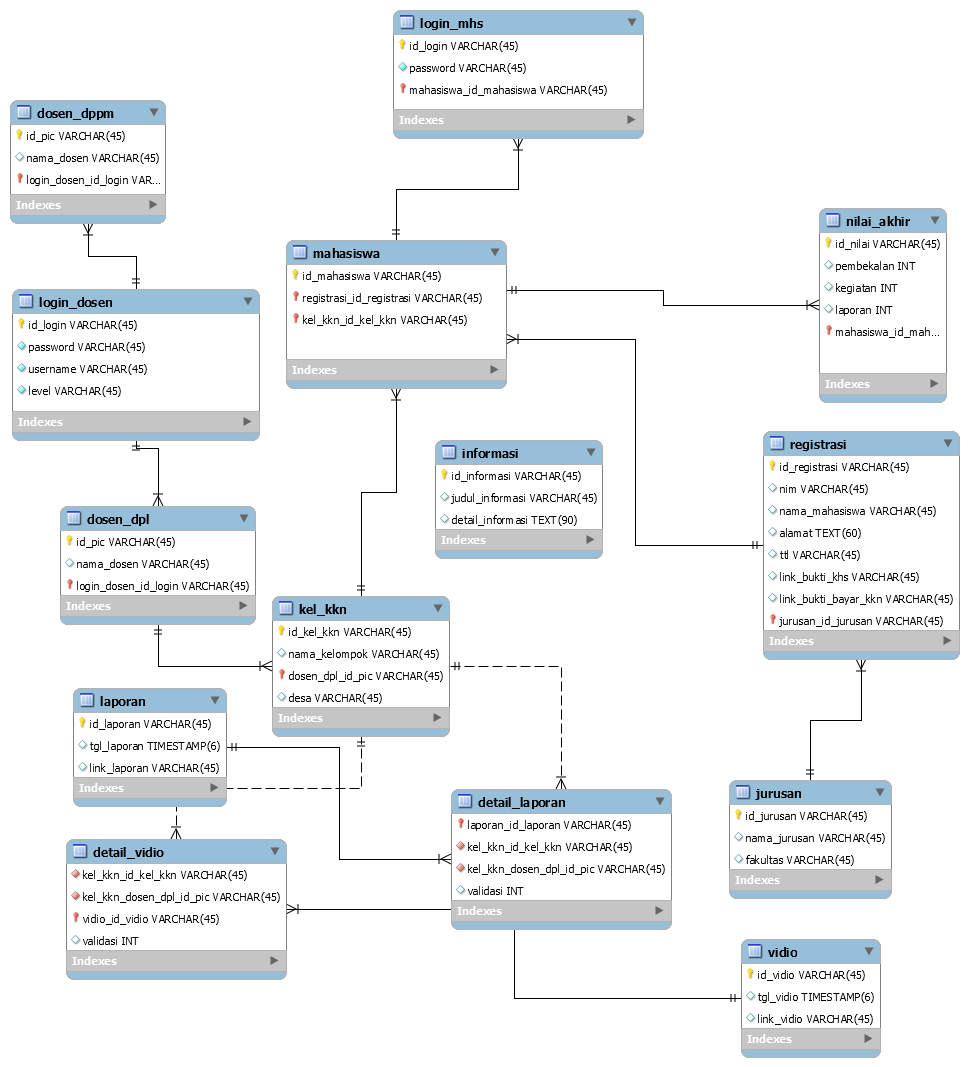 login_mhs
id_login VARCHAR(45)
password VARCHAR(45)
mahasiswa_id_mahasiswa VARCHAR(45)
Indexes
dosen_dppm
id_pic VARCHAR(45)
nama_dosen VARCHAR(45)
login_dosen_id_login VAR...
Indexes
nilai_akhir
id_nilai VARCHAR(45)
pembekalan INT
kegiatan INT
laporan INT
mahasiswa_id_mah...
Indexes
mahasiswa
id_mahasiswa VARCHAR(45)
registrasi_id_registrasi VARCHAR(45)
kel_kkn_id_kel_kkn VARCHAR(45)
Indexes
login_dosen
id_login VARCHAR(45)
password VARCHAR(45)
username VARCHAR(45)
level VARCHAR(45)
Indexes
informasi
id_informasi VARCHAR(45)
judul_informasi VARCHAR(45)
detail_informasi TEXT(90)
Indexes
registrasi
id_registrasi VARCHAR(45)
nim VARCHAR(45)
nama_mahasiswa VARCHAR(45)
alamat TEXT(60)
ttl VARCHAR(45)
link_bukti_khs VARCHAR(45)
link_bukti_bayar_kkn VARCHAR(45)
jurusan_id_jurusan VARCHAR(45)
Indexes
dosen_dpl
id_pic VARCHAR(45)
nama_dosen VARCHAR(45)
login_dosen_id_login VARCHAR(45)
Indexes
kel_kkn
id_kel_kkn VARCHAR(45)
nama_kelompok VARCHAR(45)
dosen_dpl_id_pic VARCHAR(45)
desa VARCHAR(45)
Indexes
laporan
id_laporan VARCHAR(45)
tgl_laporan TIMESTAMP(6)
link_laporan VARCHAR(45)
Indexes
detail_laporan
laporan_id_laporan VARCHAR(45)
kel_kkn_id_kel_kkn VARCHAR(45)
kel_kkn_dosen_dpl_id_pic VARCHAR(45)
validasi INT
Indexes
jurusan
id_jurusan VARCHAR(45)
nama_jurusan VARCHAR(45)
fakultas VARCHAR(45)
Indexes
detail_vidio
kel_kkn_id_kel_kkn VARCHAR(45)
kel_kkn_dosen_dpl_id_pic VARCHAR(45)
vidio_id_vidio VARCHAR(45)
validasi INT
Indexes
vidio
id_vidio VARCHAR(45)
tgl_vidio TIMESTAMP(6)
link_vidio VARCHAR(45)
Indexes